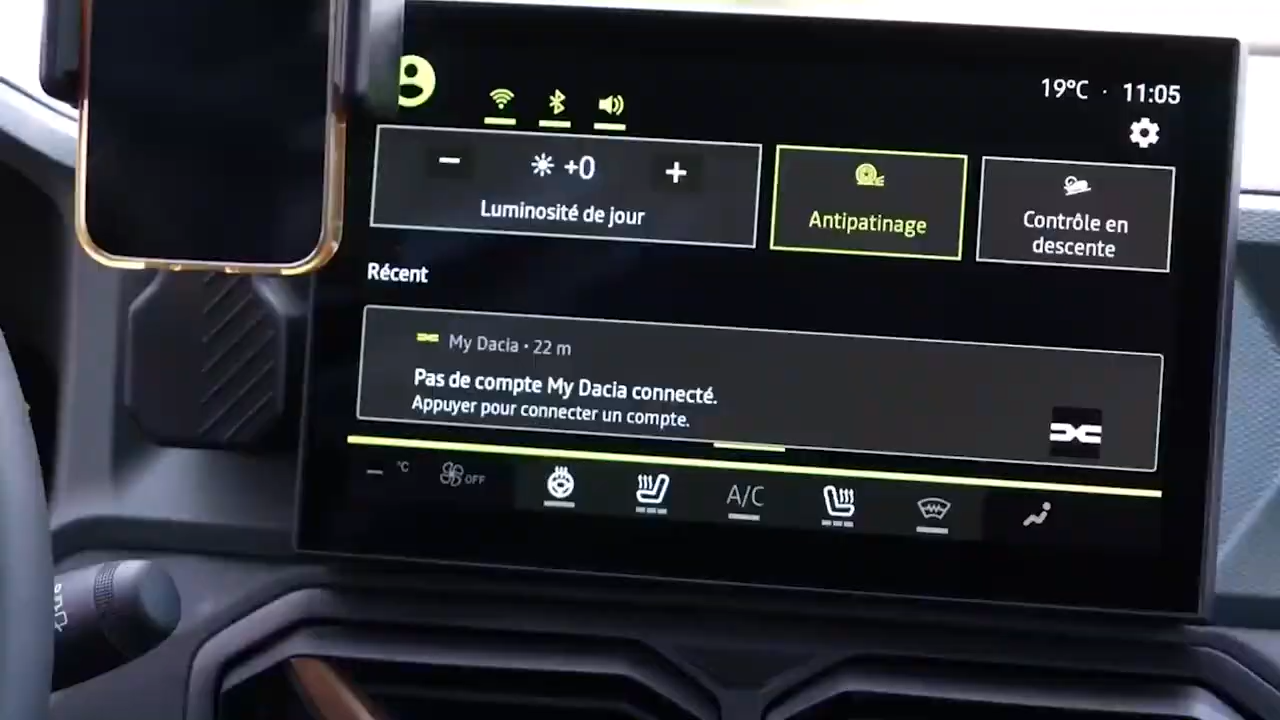 19°C · 11:05
− +0 +
Luminosité de jour
Antipatinage
Contrôle en
descente
Récent
My Dacia • 22 m
Pas de compte My Dacia connecté.
Appuyer pour connecter un compte.
− °C OFF A/C